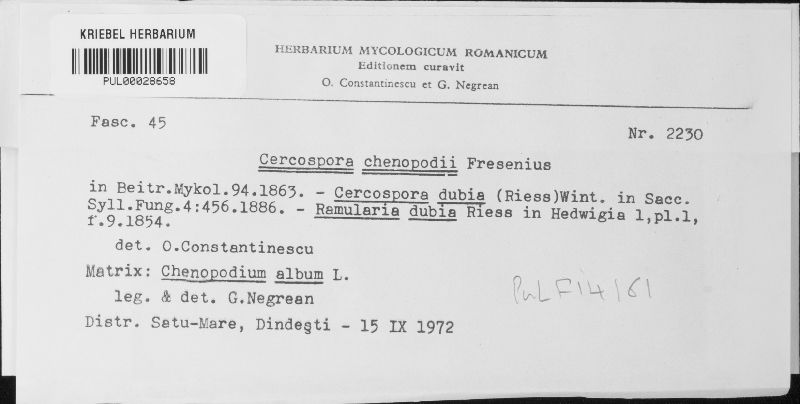 KRIEBEL HERBARIUM
PUL00028658
HERBARIUM MYCOLOGICUM ROMANICUM
Editionem curavit
O. Constantinescu et G. Negrean
Fasc. 45
Nr. 2230
Cercospora chenopodii Fresenius
in Beitr.Mykol.94.1863. - Cercospora dubia (Riess)Wint. in Sacc.
Syll.Fung.4:456.1886. - Ramularia dubia Riess in Hedwigia 1,pl.1,
f.9.1854.
det. O.Constantinescu
Matrix: Chenopodium album L.
leg. & det. G.Negrean
PuL F14161
Distr. Satu-Mare, Dindești - 15 IX 1972